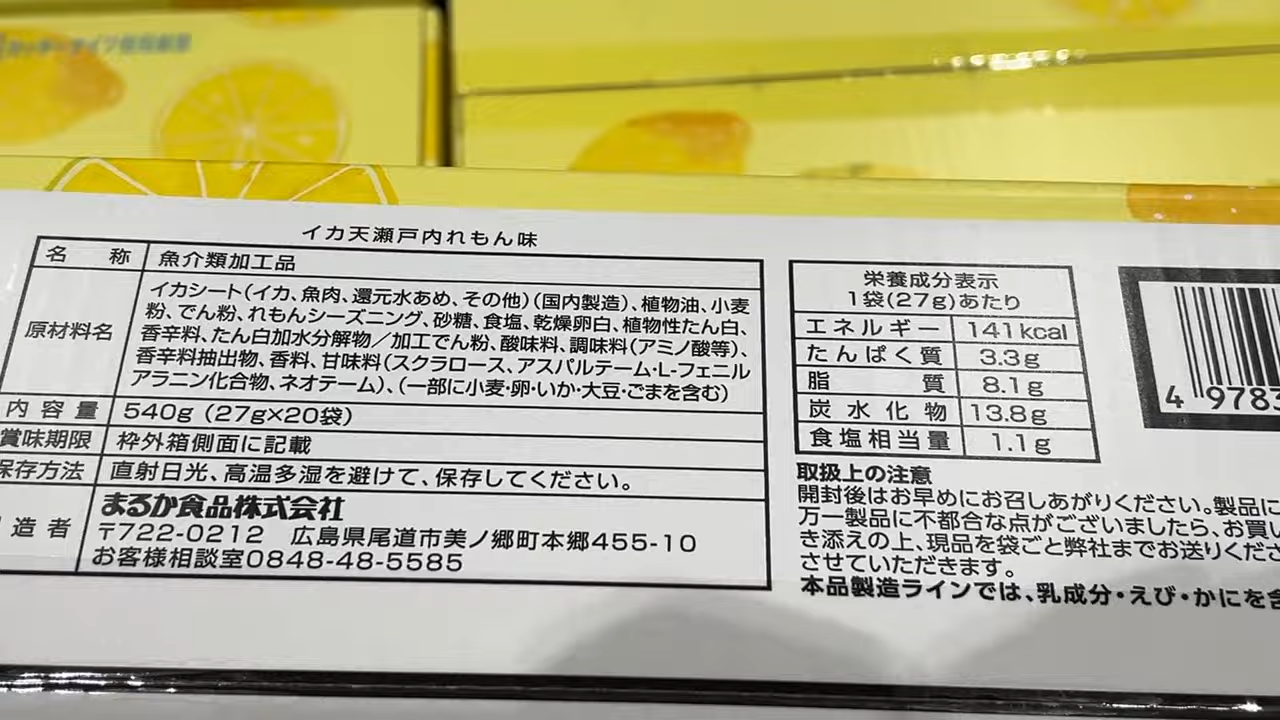 イカ天瀬戸内れもん味
名 称 魚介類加工品
原材料名 イカシート(イカ、魚肉、還元水あめ、その他)(国内製造)、植物油、小麦
粉、でん粉、れもんシーズニング、砂糖、食塩、乾燥卵白、植物性たん白、
香辛料、たん白加水分解物／加工でん粉、酸味料、調味料(アミノ酸等)、
香辛料抽出物、香料、甘味料(スクラロース、アスパルテーム・L-フェニル
アラニン化合物、ネオテーム)、(一部に小麦・卵・いか・大豆・ごまを含む)
内 容 量 540g (27g×20袋)
賞味期限 枠外箱側面に記載
保存方法 直射日光、高温多湿を避けて、保存してください。
造 者 まるか食品株式会社
〒722-0212 広島県尾道市美ノ郷町本郷455-10
お客様相談室0848-48-5585
栄養成分表示
1袋(27g)あたり
エネルギー 141kcal
たんぱく質 3.3g
脂 質 8.1g
炭水化物 13.8g
食塩相当量 1.1g
4 9783
取扱上の注意
開封後はお早めにお召しあがりください。製品に
万一製品に不都合な点がございましたら、お買い
き添えの上、現品を袋ごと弊社までお送りくださ
させていただきます。
本品製造ラインでは、乳成分・えび・かにを含